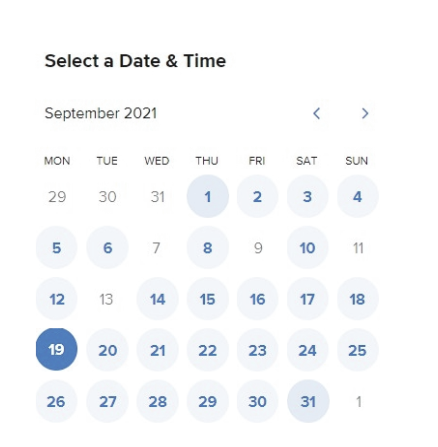 Select a Date & Time
September 2021
MON TUE WED THU FRI SAT SUN
29 30 31 1 2 3 4
5 6 7 8 9 10 11
12 13 14 15 16 17 18
19 20 21 22 23 24 25
26 27 28 29 30 31 1